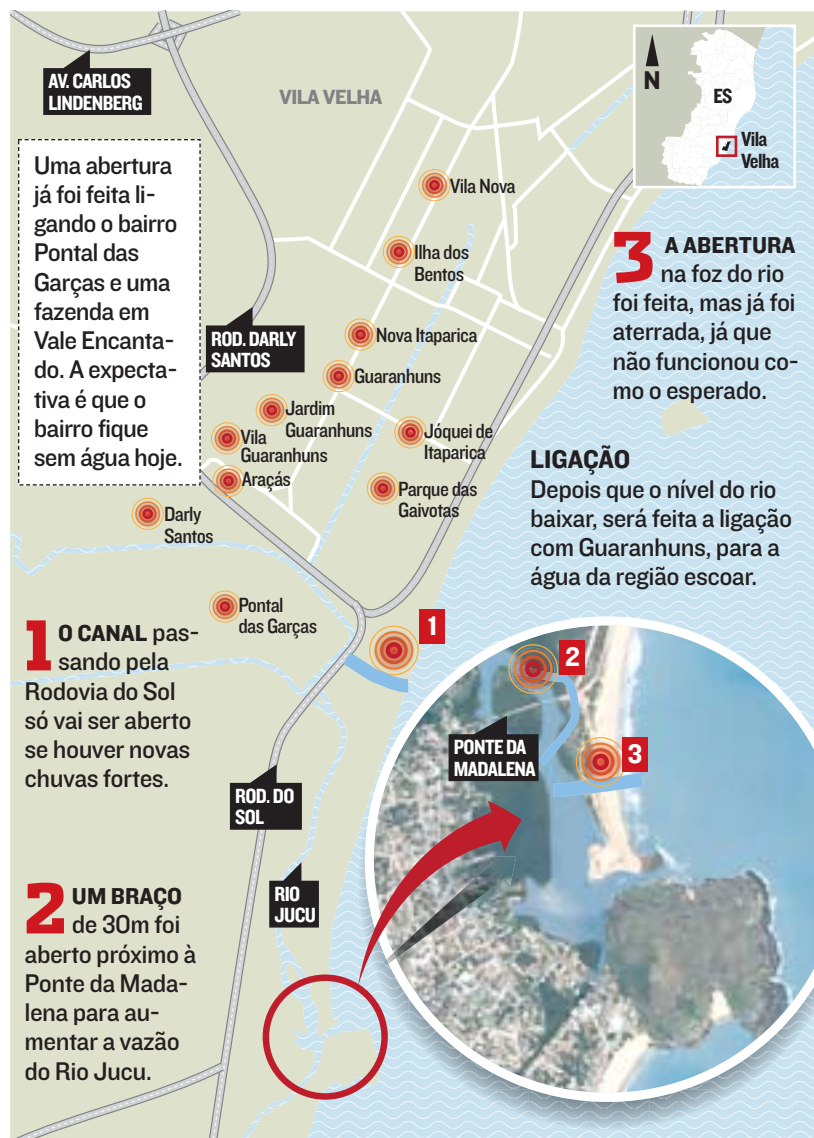 AV. CARLOS
LINDENBERG
VILA VELHA
N
ES
Vila
Velha
Uma abertura
já foi feita li-
gando o bairro
Pontal das
Garças e uma
fazenda em
Vale Encanta-
do. A expecta-
tiva é que o
bairro fique
sem água hoje.
Vila Nova
Ilha dos
Bentos
ROD. DARLY
SANTOS
Nova Itaparica
Guaranhuns
Jardim
Guaranhuns
Vila
Guaranhuns
Jóquei de
Itaparica
Araçás
Parque das
Gaivotas
Darly
Santos
Pontal
das Garças
3 A ABERTURA
na foz do rio
foi feita, mas já foi
aterrada, já que
não funcionou co-
mo o esperado.
LIGAÇÃO
Depois que o nível do rio
baixar, será feita a ligação
com Guaranhuns, para a
água da região escoar.
1 O CANAL pas-
sando pela
Rodovia do Sol
só vai ser aberto
se houver novas
chuvas fortes.
1
2
PONTE DA
MADALENA
3
ROD. DO
SOL
RIO
JUCU
2 UM BRAÇO
de 30m foi
aberto próximo à
Ponte da Mada-
lena para au-
mentar a vazão
do Rio Jucu.